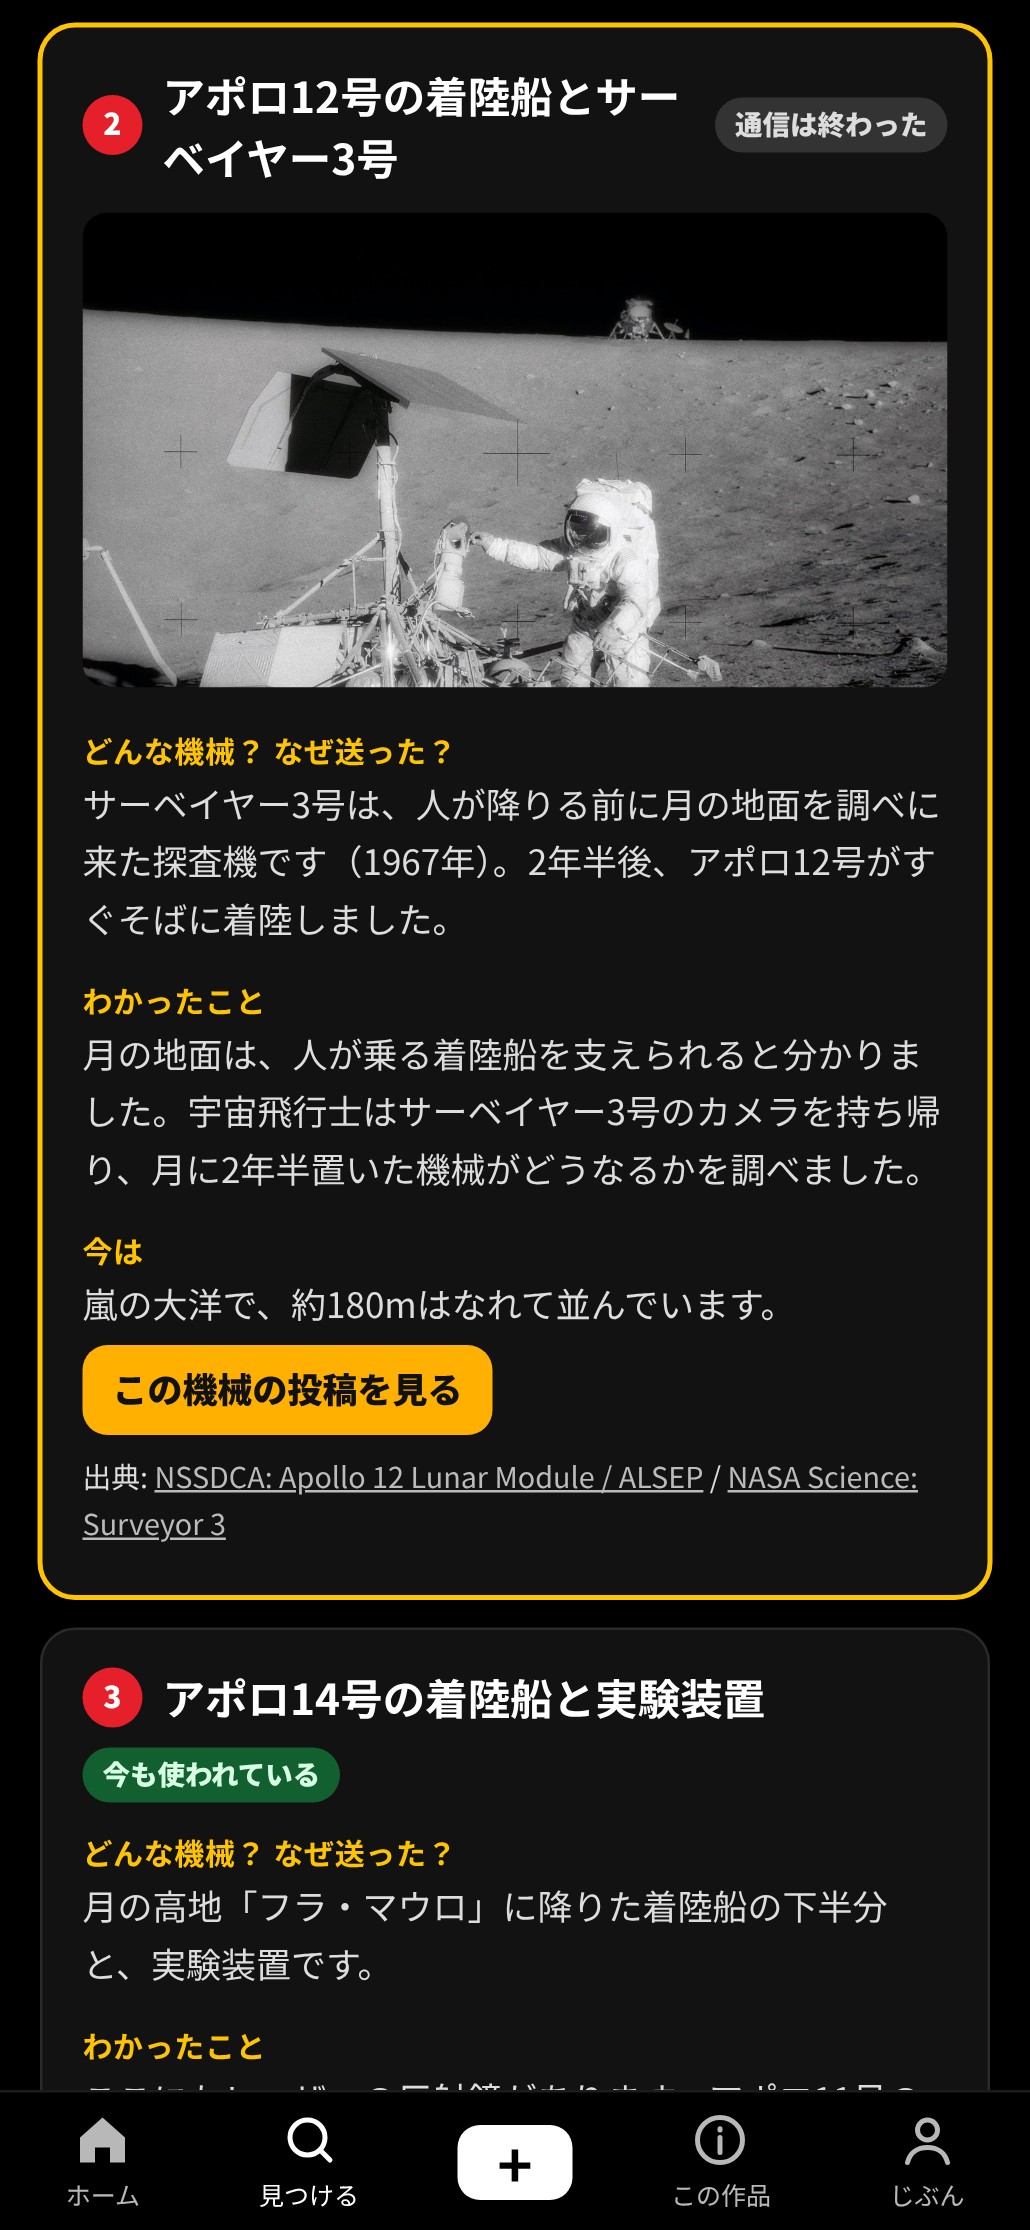 2
アポロ12号の着陸船とサー
ベイヤー3号
通信は終わった
どんな機械？ なぜ送った？
サーベイヤー3号は、人が降りる前に月の地面を調べに
来た探査機です（1967年）。2年半後、アポロ12号がす
ぐそばに着陸しました。
わかったこと
月の地面は、人が乗る着陸船を支えられると分かりま
した。宇宙飛行士はサーベイヤー3号のカメラを持ち帰
り、月に2年半置いた機械がどうなるかを調べました。
今は
嵐の大洋で、約180mはなれて並んでいます。
この機械の投稿を見る
出典: NSSDCA: Apollo 12 Lunar Module / ALSEP / NASA Science:
Surveyor 3
3
アポロ14号の着陸船と実験装置
今も使われている
どんな機械？ なぜ送った？
月の高地「フラ・マウロ」に降りた着陸船の下半分
と、実験装置です。
わかったこと
ホーム
見つける
この作品
じぶん